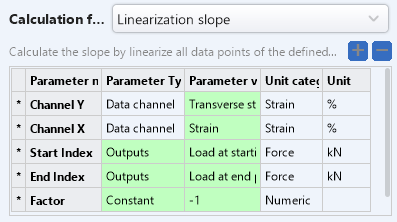 Calculation f... Linearization slope
Calculate the slope by linearize all data points of the defined...
Parameter n Parameter Ty Parameter v Unit categ Unit
* Channel Y Data channel Transverse st Strain %
* Channel X Data channel Strain Strain %
* Start Index Outputs Load at starti Force kN
* End Index Outputs Load at end Force kN
* Factor Constant -1 Numeric